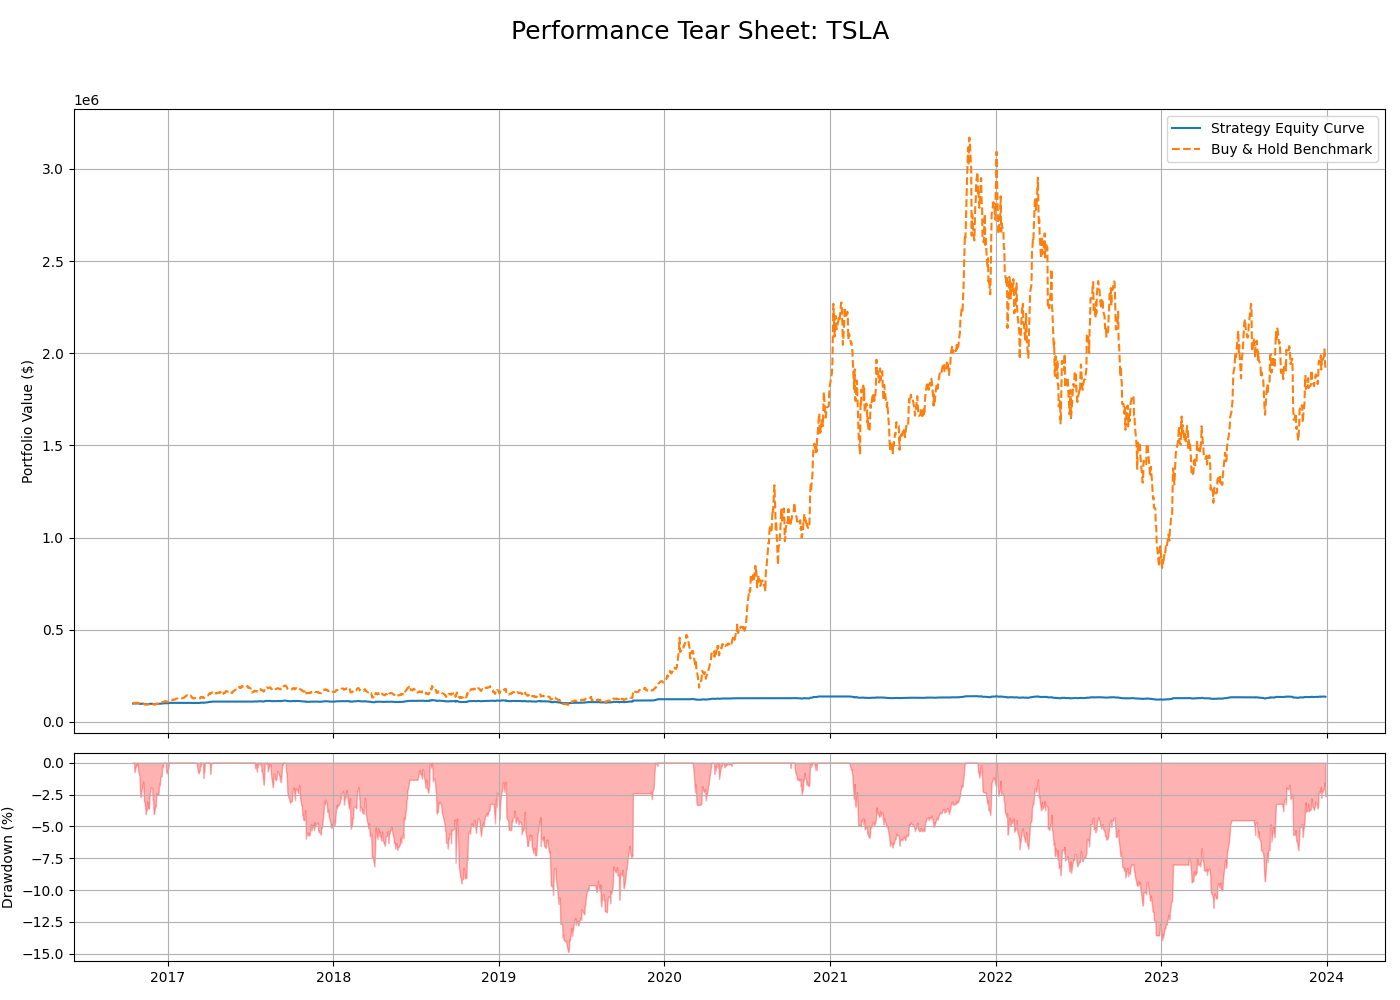 Performance Tear Sheet: TSLA
1e6
Strategy Equity Curve
Buy & Hold Benchmark
3.0
2.5
2.0
1.5
1.0
0.5
0.0
Portfolio Value ($)
0.0
−2.5
−5.0
−7.5
−10.0
−12.5
−15.0
Drawdown (%)
2017 2018 2019 2020 2021 2022 2023 2024